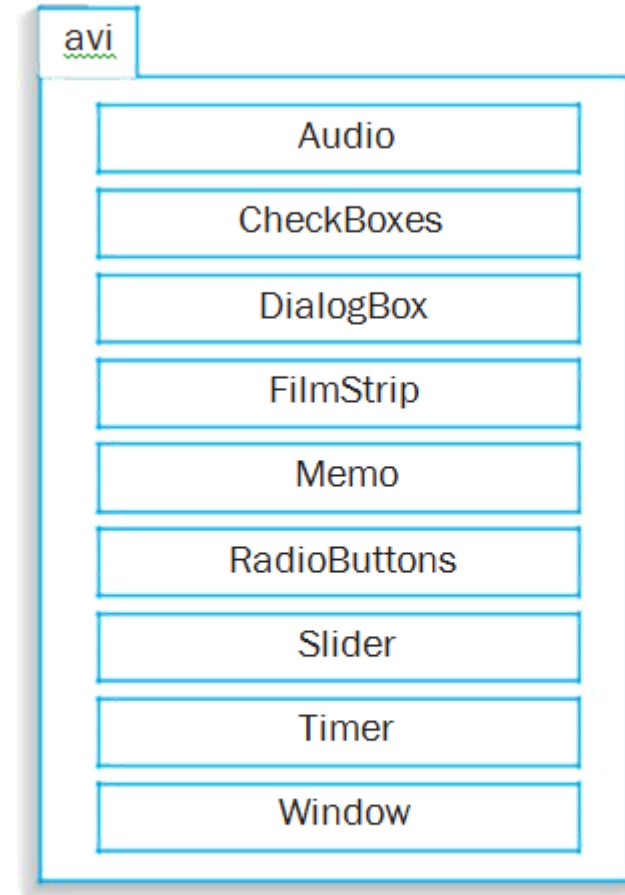 avi
Audio
CheckBoxes
DialogBox
FilmStrip
Memo
RadioButtons
Slider
Timer
Window